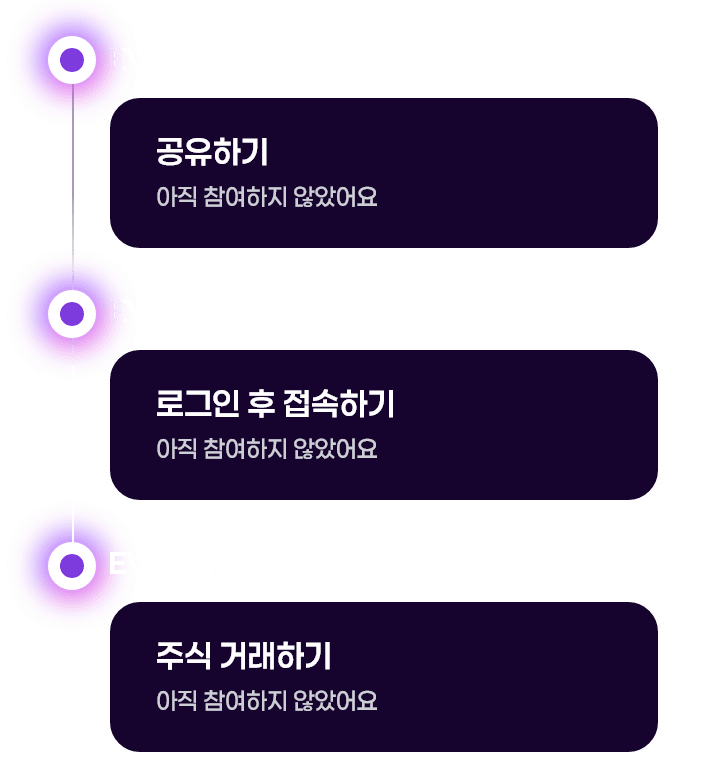 공유하기
아직 참여하지 않았어요
로그인 후 접속하기
아직 참여하지 않았어요
주식 거래하기
아직 참여하지 않았어요